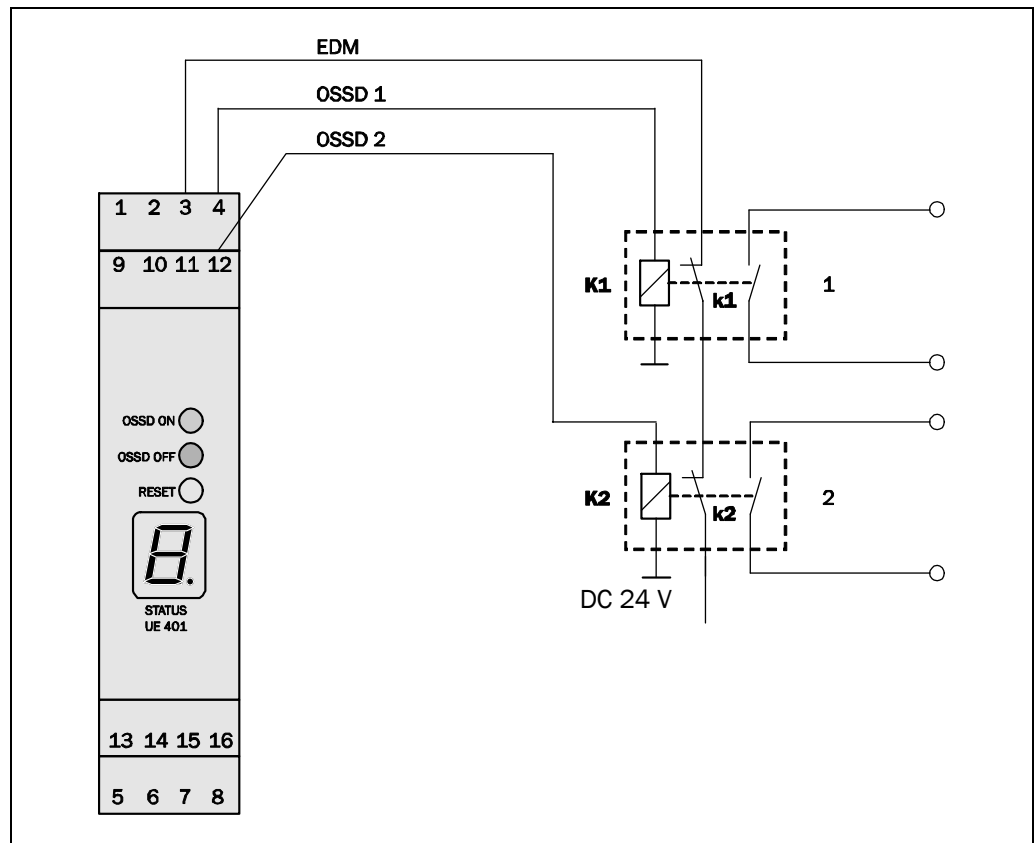 EDM
OSSD 1
OSSD 2
1 2 3 4
9 10 11 12
K1
k1
1
OSSD ON
OSSD OFF
RESET
8.
STATUS
UE 401
K2
k2
2
DC 24 V
13 14 15 16
5 6 7 8